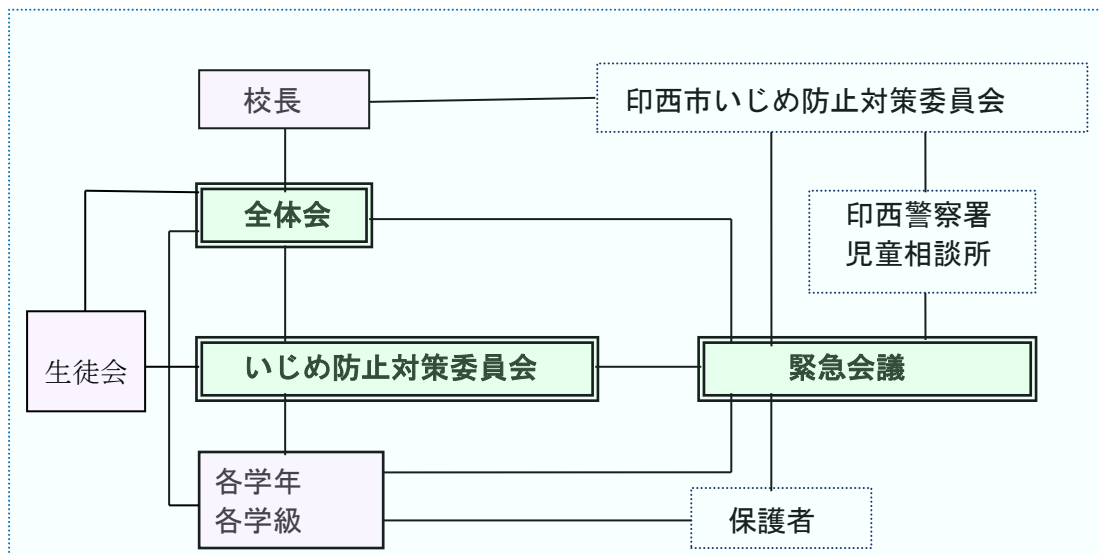 校長
印西市いじめ防止対策委員会
全体会
印西警察署
児童相談所
生徒会
いじめ防止対策委員会
緊急会議
各学年
各学級
保護者